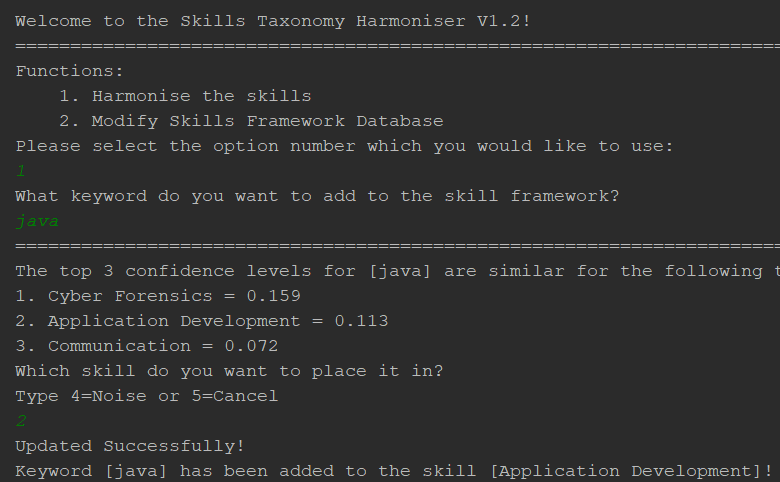 Welcome to the Skills Taxonomy Harmoniser V1.2!
======================================================================
Functions:
    1. Harmonise the skills
    2. Modify Skills Framework Database
Please select the option number which you would like to use:
1
What keyword do you want to add to the skill framework?
java
======================================================================
The top 3 confidence levels for [java] are similar for the following
1. Cyber Forensics = 0.159
2. Application Development = 0.113
3. Communication = 0.072
Which skill do you want to place it in?
Type 4=Noise or 5=Cancel
2
Updated Successfully!
Keyword [java] has been added to the skill [Application Development]!